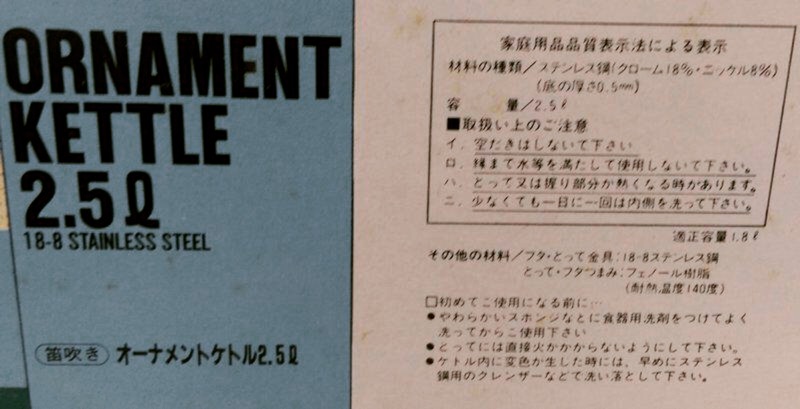 ORNAMENT
KETTLE
2.5ℓ
18-8 STAINLESS STEEL
笛吹き オーナメントケトル2.5ℓ
家庭用品品質表示法による表示
材料の種類/ステンレス鋼(クローム18%・ニッケル8%)
(底の厚さ0.5mm)
容 量/2.5ℓ
■取扱い上のご注意
イ. 空だきはしないで下さい
ロ. 縁まで水等を満たして使用しないで下さい。
ハ. とって又は握り部分が熱くなる時があります。
ニ. 少なくても一日に一回は内側を洗って下さい。
適正容量1.8ℓ
その他の材料/フタ・とって金具:18-8ステンレス鋼
とって・フタつまみ:フェノール樹脂
(耐熱温度140度)
□初めてご使用になる前に…
●やわらかいスポンジなどに食器用洗剤をつけてよく
洗ってからご使用下さい
●とってには直接火がかからないようにして下さい。
●ケトル内に変色が生した時には、早めにステンレス
鋼用のクレンザーなどで洗い落として下さい。